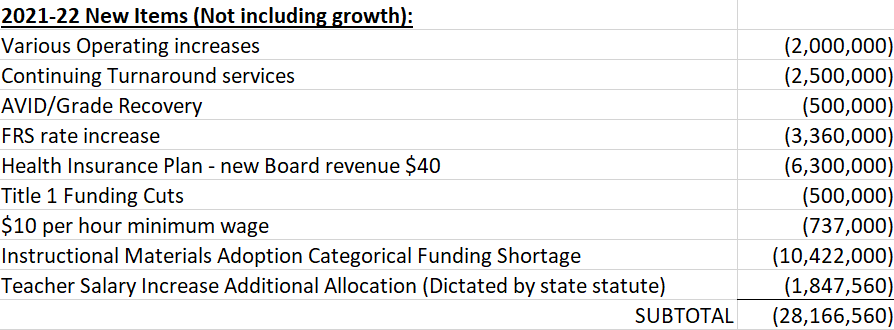 2021-22 New Items (Not including growth):
Various Operating increases (2,000,000)
Continuing Turnaround services (2,500,000)
AVID/Grade Recovery (500,000)
FRS rate increase (3,360,000)
Health Insurance Plan - new Board revenue $40 (6,300,000)
Title 1 Funding Cuts (500,000)
$10 per hour minimum wage (737,000)
Instructional Materials Adoption Categorical Funding Shortage (10,422,000)
Teacher Salary Increase Additional Allocation (Dictated by state statute) (1,847,560)
SUBTOTAL (28,166,560)